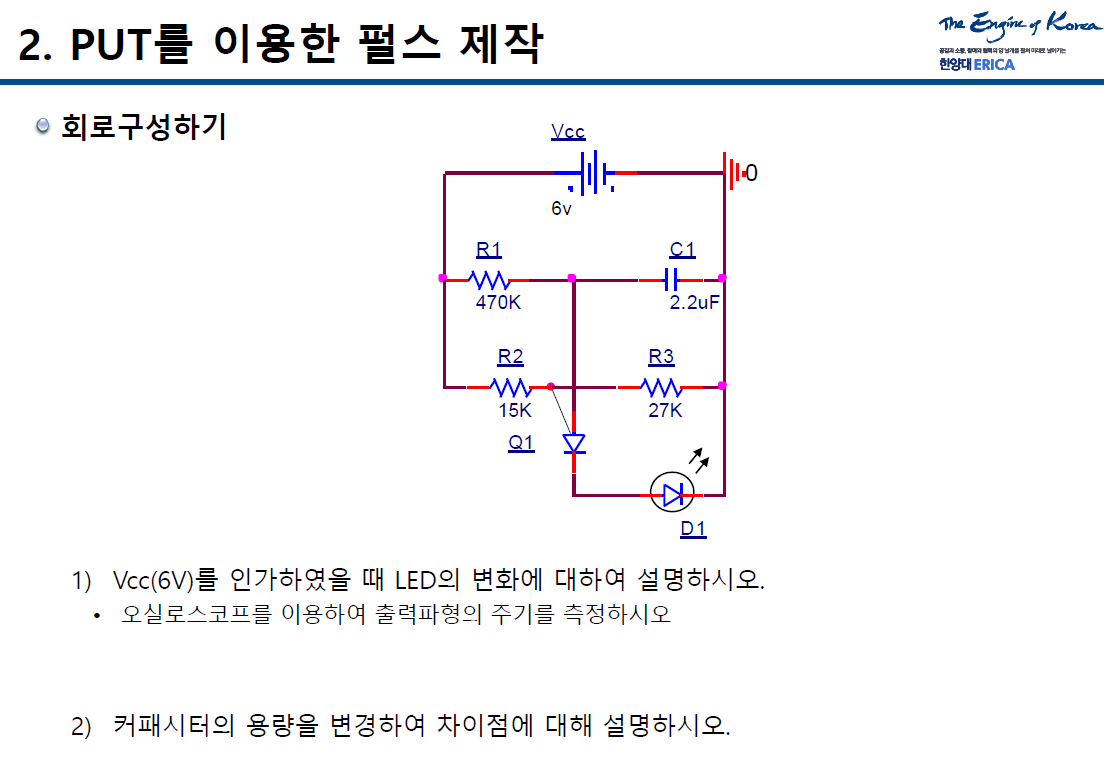 2. PUT를 이용한 펄스 제작
The Engine of Korea
한양대 ERICA
회로구성하기
Vcc
0
6v
R1
C1
470K
2.2uF
R2
R3
15K
27K
Q1
D1
1) Vcc(6V)를 인가하였을 때 LED의 변화에 대하여 설명하시오.
• 오실로스코프를 이용하여 출력파형의 주기를 측정하시오
2) 커패시터의 용량을 변경하여 차이점에 대해 설명하시오.